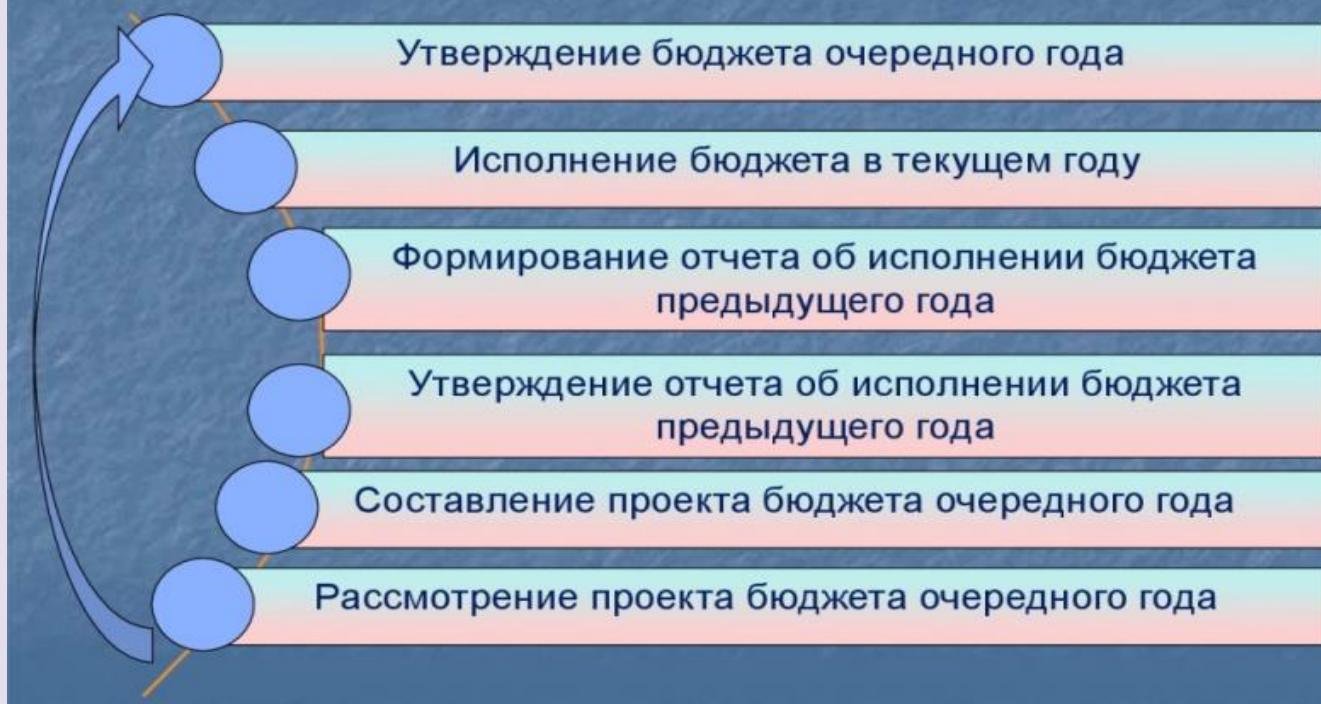 Утверждение бюджета очередного года
Исполнение бюджета в текущем году
Формирование отчета об исполнении бюджета
предыдущего года
Утверждение отчета об исполнении бюджета
предыдущего года
Составление проекта бюджета очередного года
Рассмотрение проекта бюджета очередного года